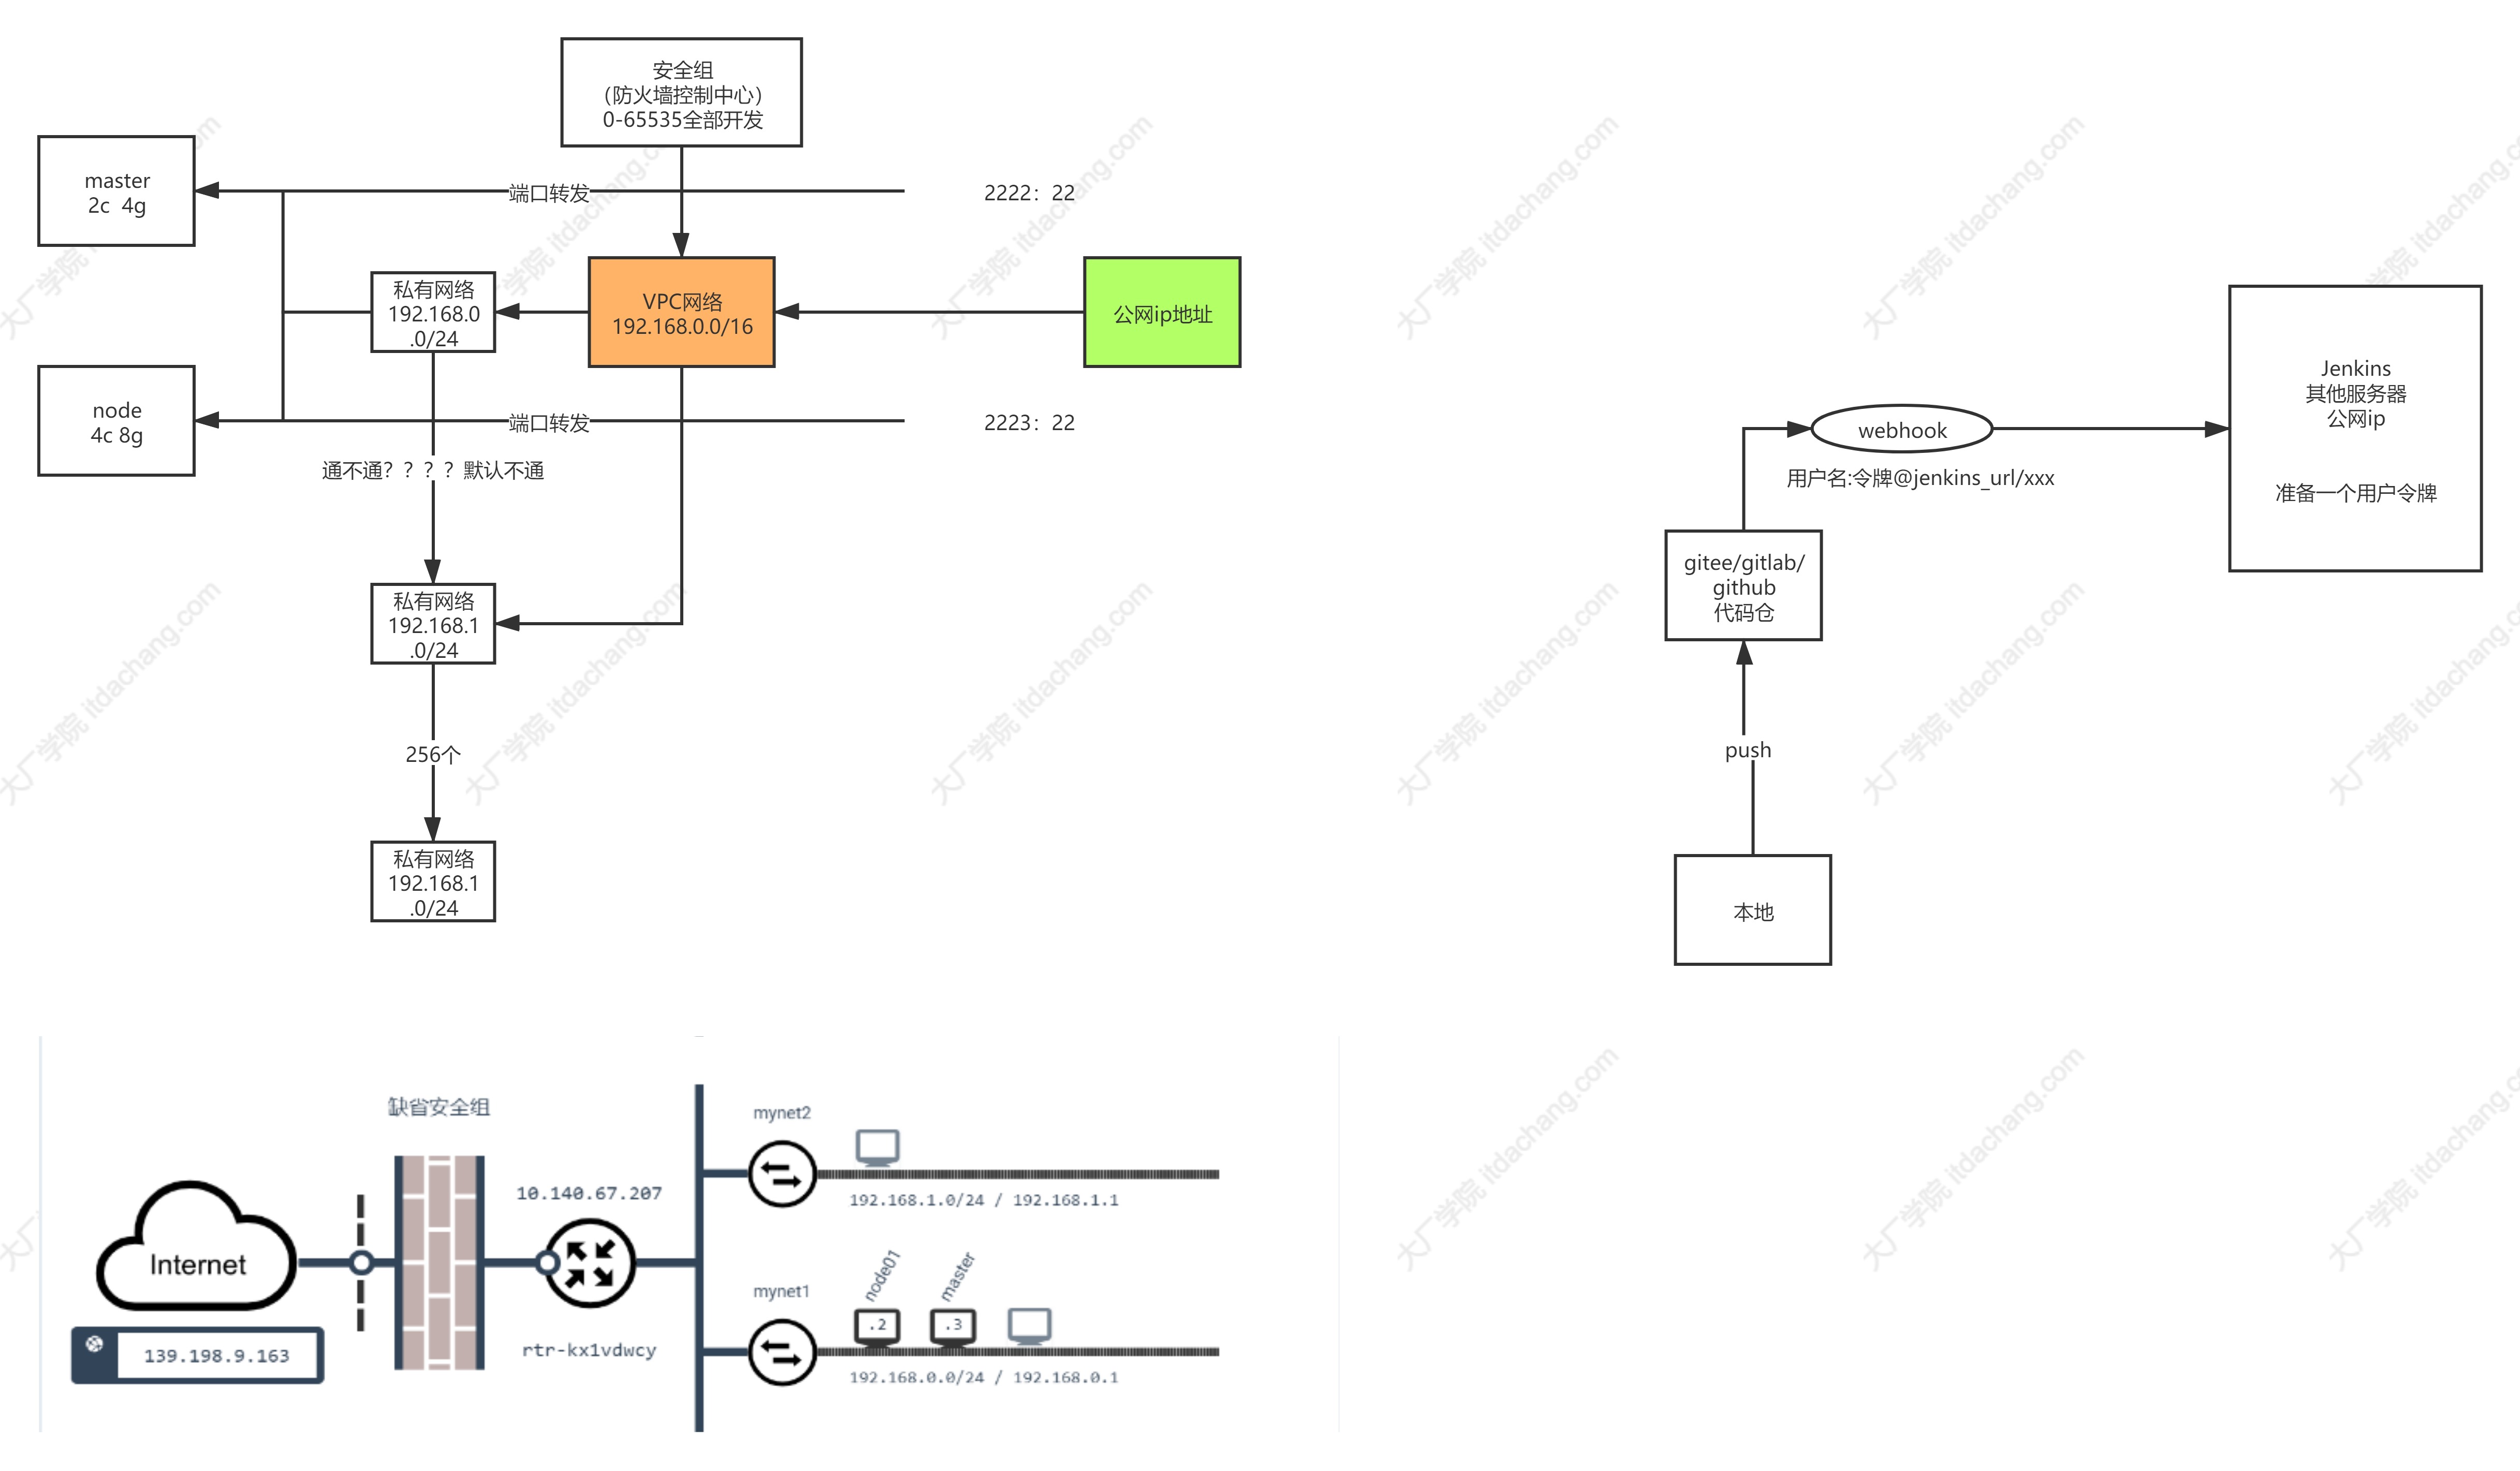 安全组
（防火墙控制中心）
0-65535全部开发
master
2c 4g
端口转发
2222：22
私有网络
192.168.0
.0/24
VPC网络
192.168.0.0/16
公网ip地址
node
4c 8g
端口转发
2223：22
通不通？？？？默认不通
私有网络
192.168.1
.0/24
256个
私有网络
192.168.1
.0/24
Jenkins
其他服务器
公网ip
准备一个用户令牌
webhook
用户名:令牌@jenkins_url/xxx
gitee/gitlab/
github
代码仓
push
本地
缺省安全组
mynet2
10.140.67.207
192.168.1.0/24 / 192.168.1.1
Internet
node01
master
mynet1
.2
.3
139.198.9.163
rtr-kx1vdwcy
192.168.0.0/24 / 192.168.0.1
大厂学院 itdachang.com